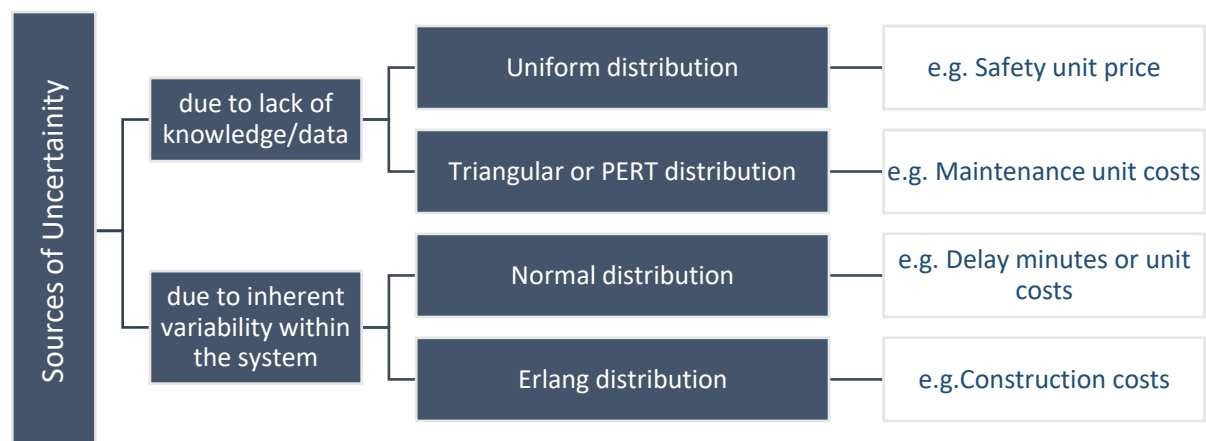 Sources of Uncertainity
due to lack of
knowledge/data
Uniform distribution
e.g. Safety unit price
Triangular or PERT distribution
e.g. Maintenance unit costs
due to inherent
variability within
the system
Normal distribution
e.g. Delay minutes or unit
costs
Erlang distribution
e.g.Construction costs